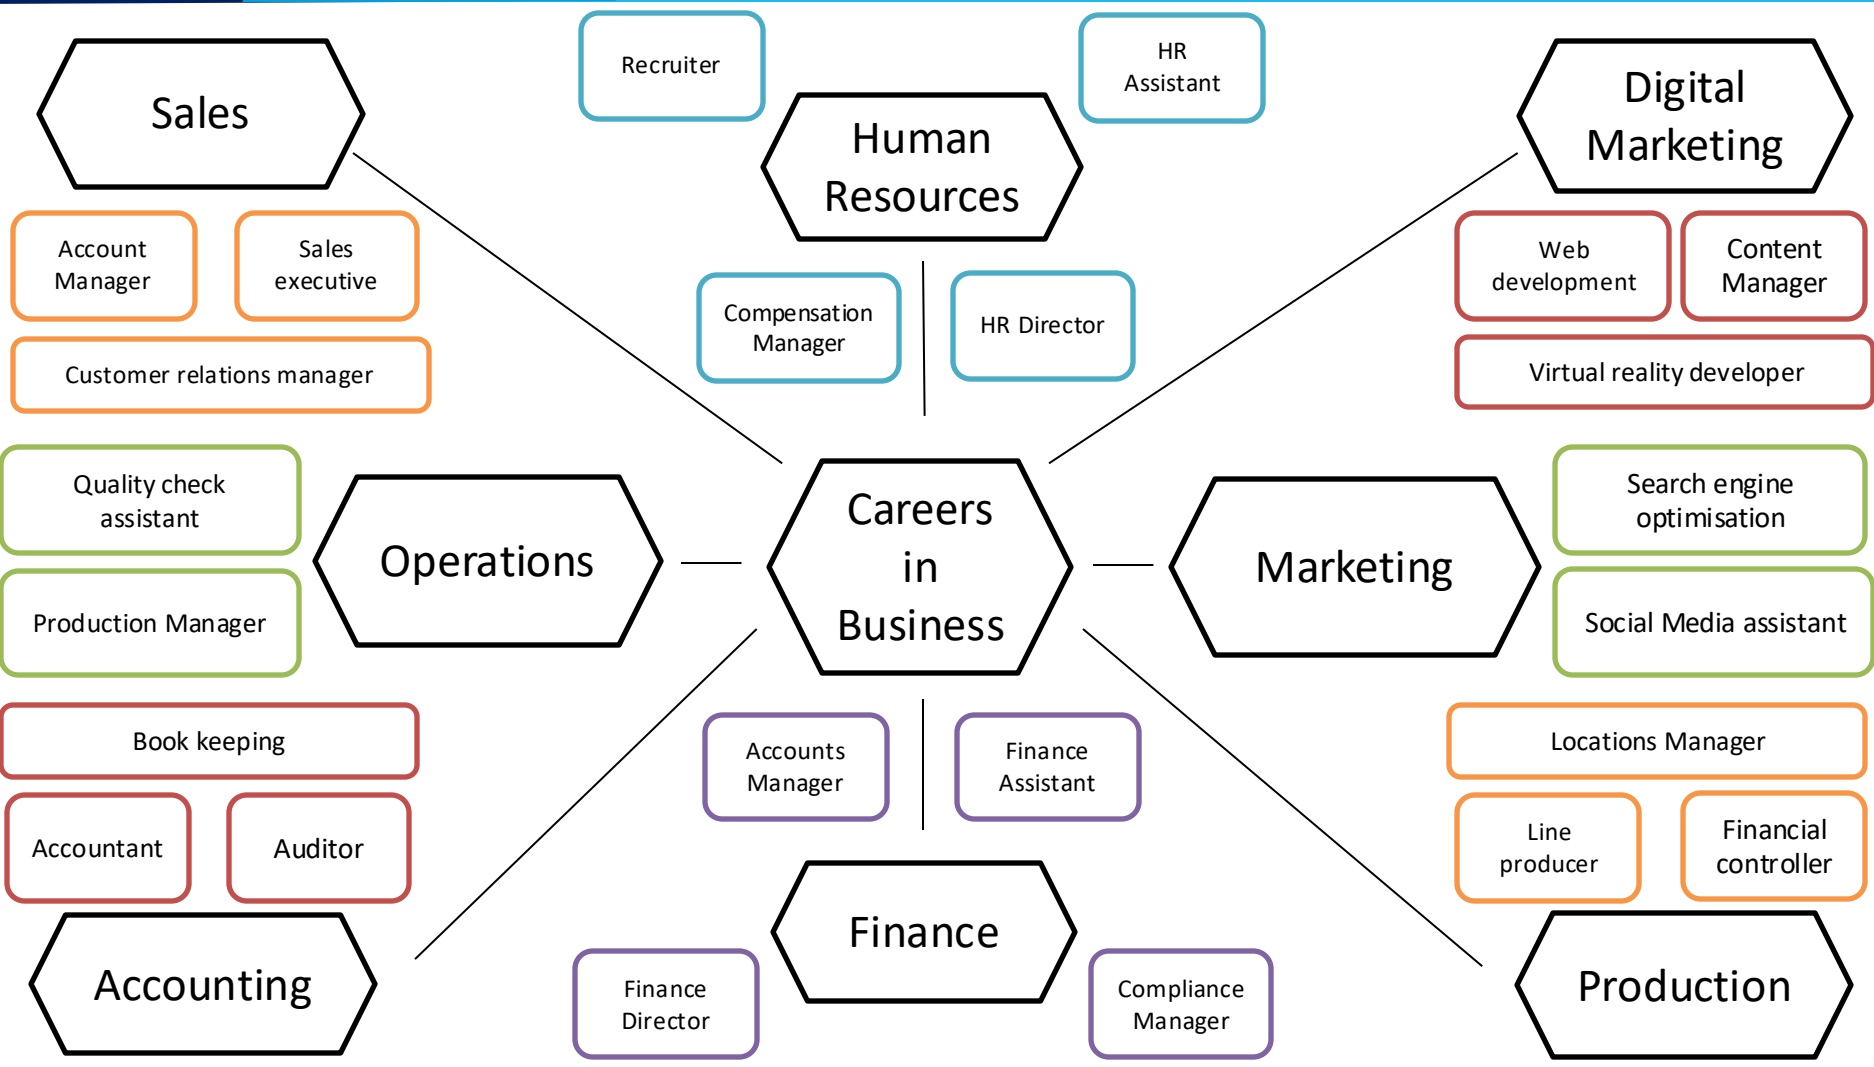 Sales
Account
Manager
Sales
executive
Customer relations manager
Recruiter
HR
Assistant
Human
Resources
Compensation
Manager
HR Director
Digital
Marketing
Web
development
Content
Manager
Virtual reality developer
Quality check
assistant
Production Manager
Operations
Careers
in
Business
Marketing
Search engine
optimisation
Social Media assistant
Book keeping
Accountant
Auditor
Accounting
Accounts
Manager
Finance
Assistant
Finance
Finance
Director
Compliance
Manager
Locations Manager
Line
producer
Financial
controller
Production